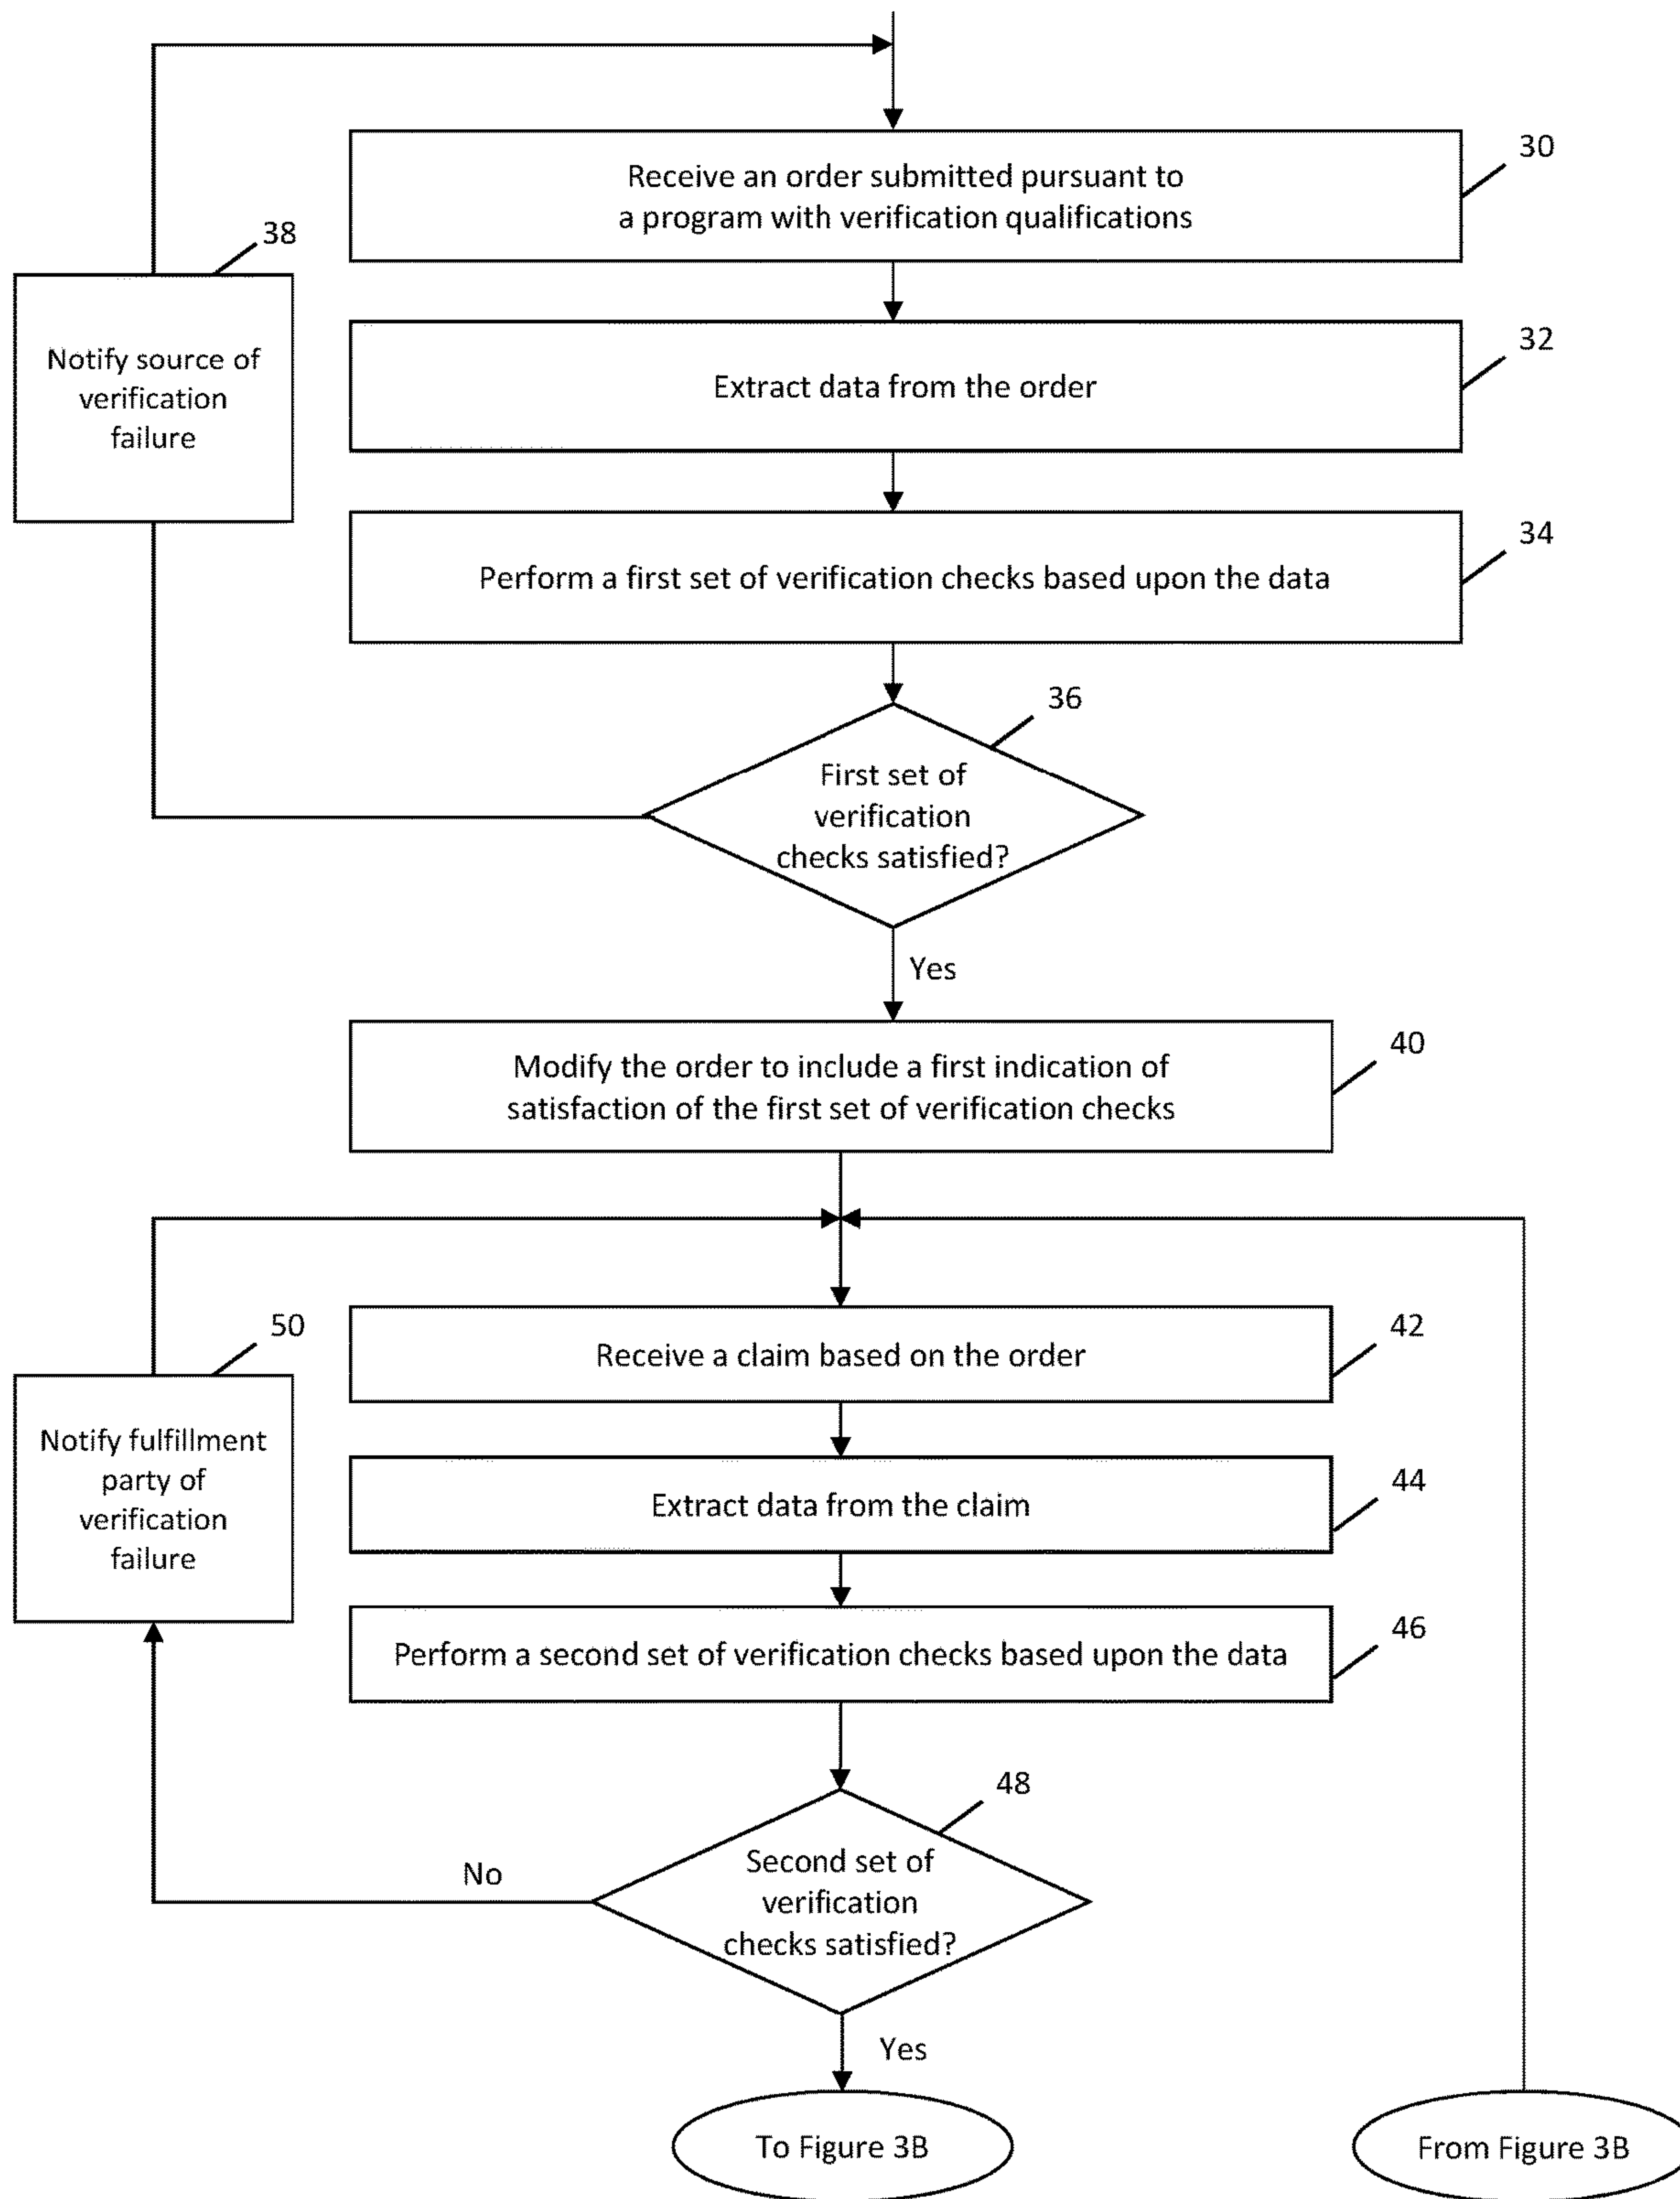 Receive an order submitted pursuant to
a program with verification qualifications
30
38
Notify source of
verification
failure
Extract data from the order
32
Perform a first set of verification checks based upon the data
34
36
First set of
verification
checks satisfied?
Yes
Modify the order to include a first indication of
satisfaction of the first set of verification checks
40
50
Notify fulfillment
party of
verification
failure
Receive a claim based on the order
42
Extract data from the claim
44
Perform a second set of verification checks based upon the data
46
48
Second set of
verification
checks satisfied?
No
Yes
To Figure 3B
From Figure 3B